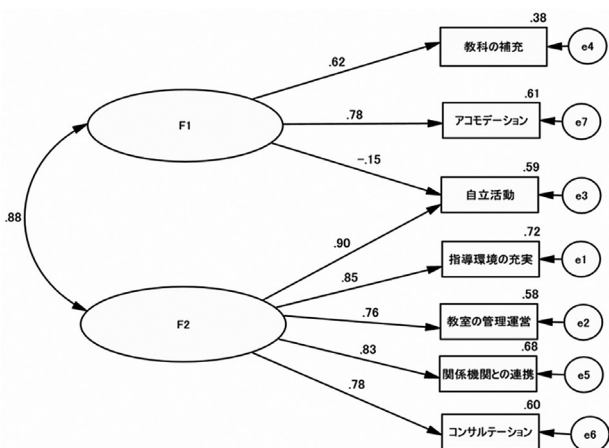 .38
教科の補充
e4
.62
.61
F1
.78
アコモデーション
e7
-.15
.59
自立活動
e3
.88
.90
.72
指導環境の充実
e1
.85
.58
F2
.76
教室の管理運営
e2
.83
.68
関係機関との連携
e5
.78
.60
コンサルテーション
e6